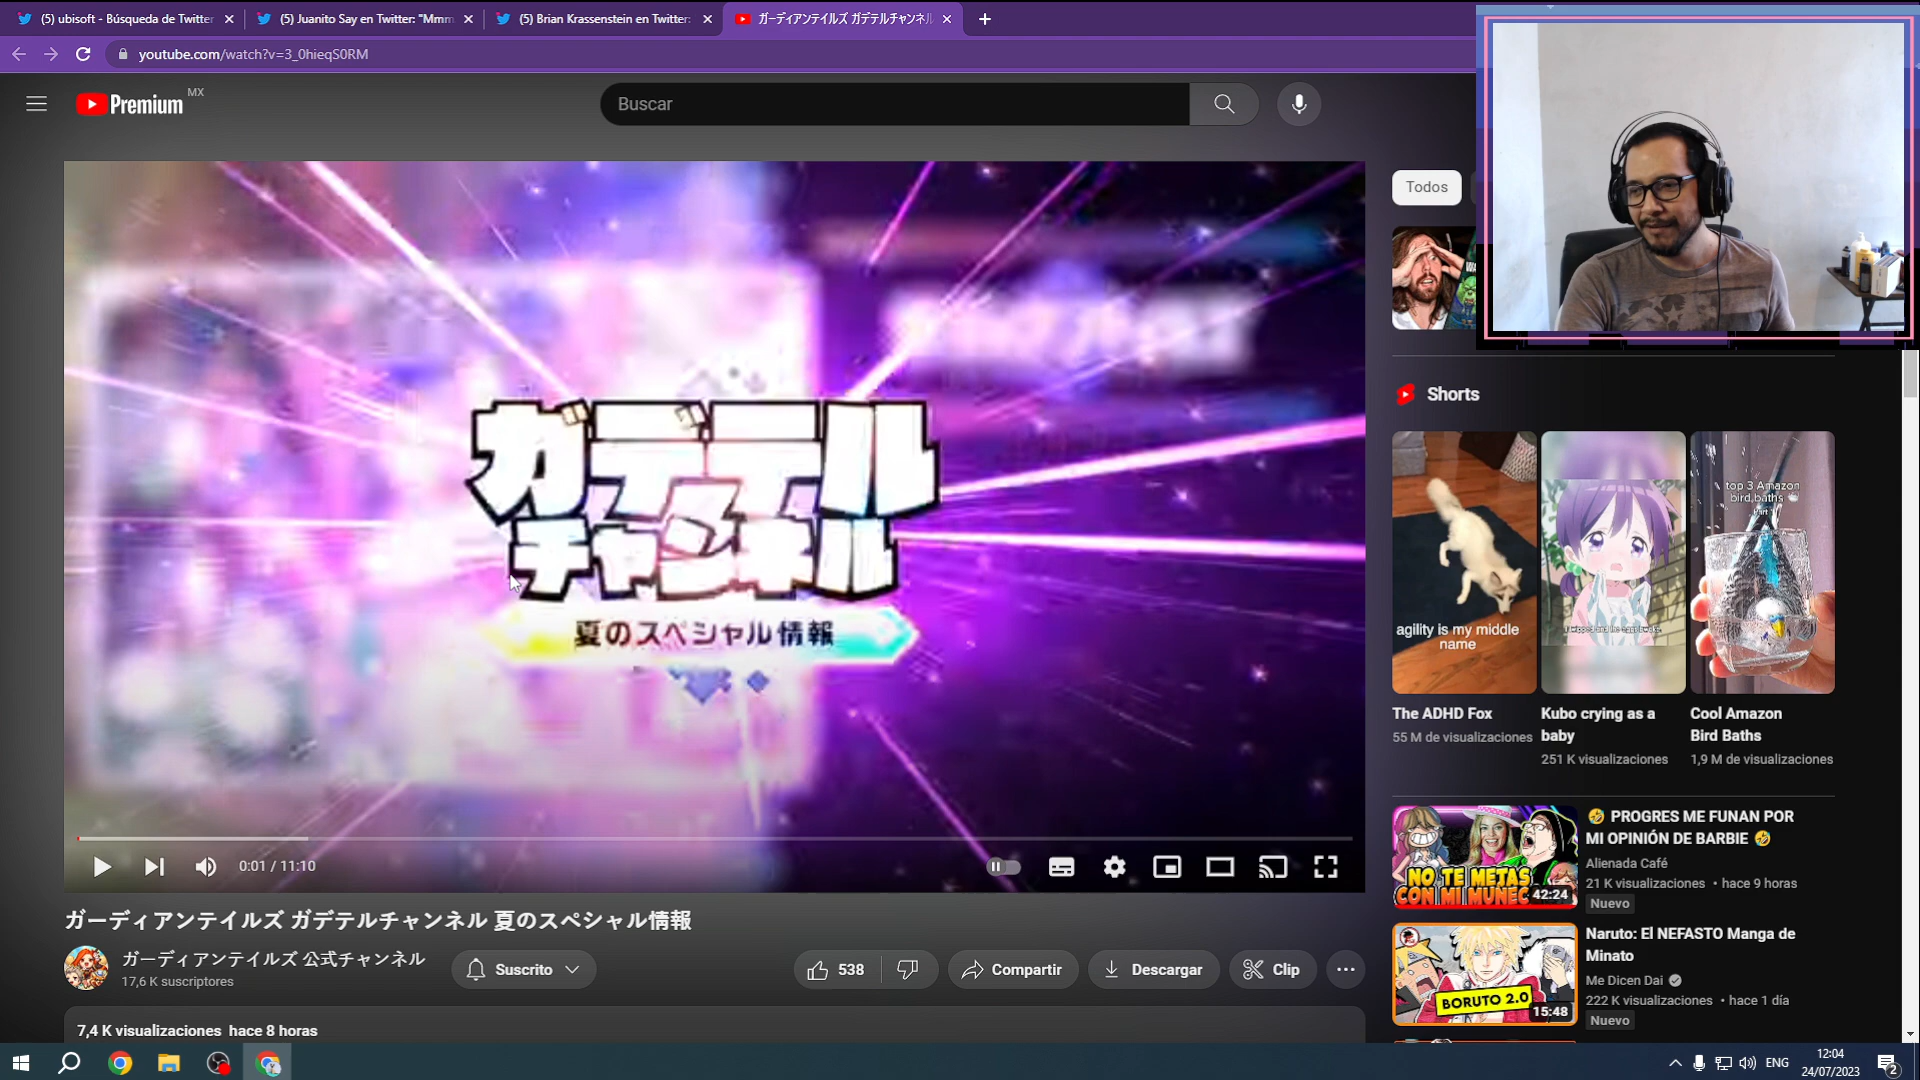 (5) ubisoft - Búsqueda de Twitter
(5) Juanito Say en Twitter: "Mmm
(5) Brian Krassenstein en Twitter:
ガーディアンテイルズ ガデテルチャンネル
youtube.com/watch?v=3_0hieqS0RM
Premium
MX
Buscar
Todos
ガデテル
チャンネル
夏のスペシャル情報
0:01 / 11:10
ガーディアンテイルズ ガデテルチャンネル 夏のスペシャル情報
ガーディアンテイルズ 公式チャンネル
17,6 K suscriptores
Suscrito
538
Compartir
Descargar
Clip
7,4 K visualizaciones hace 8 horas
Shorts
agility is my middle
name
top 3 Amazon
bird baths
The ADHD Fox
55 M de visualizaciones
Kubo crying as a
baby
251 K visualizaciones
Cool Amazon
Bird Baths
1,9 M de visualizaciones
NO TE METAS
CON MI MUÑEC
42:24
🤣 PROGRES ME FUNAN POR
MI OPINIÓN DE BARBIE 🤣
Alienada Café
21 K visualizaciones • hace 9 horas
Nuevo
BORUTO 2.0
15:48
Naruto: El NEFASTO Manga de
Minato
Me Dicen Dai
222 K visualizaciones • hace 1 día
Nuevo
ENG
12:04
24/07/2023
2